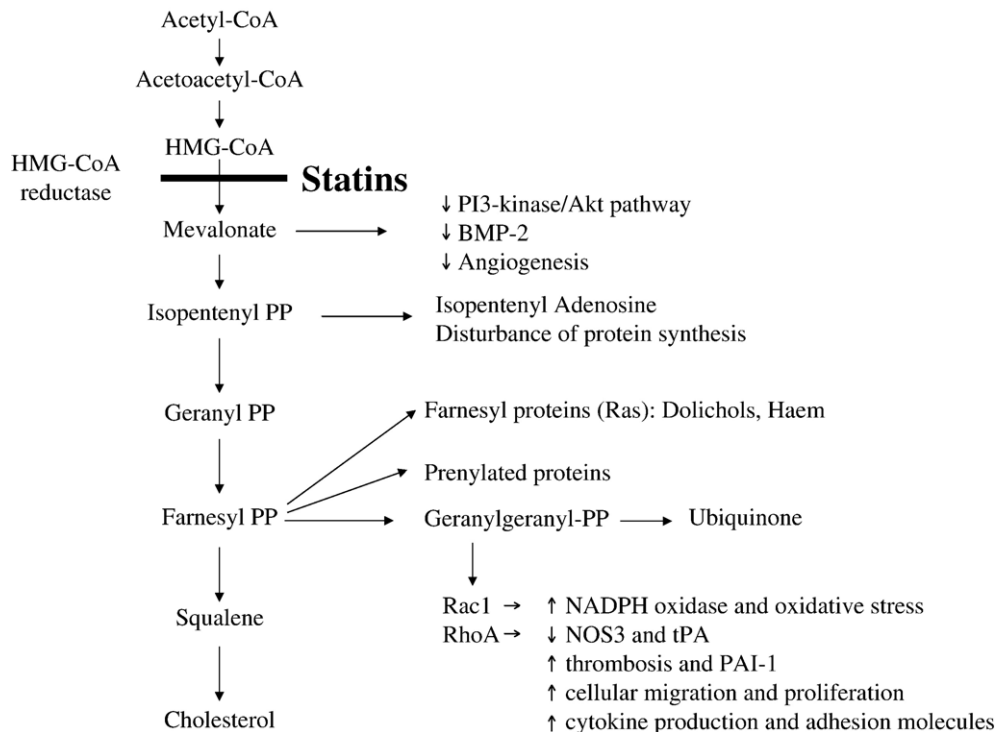 Acetyl-CoA
Acetoacetyl-CoA
HMG-CoA
HMG-CoA
reductase
Statins
Mevalonate
↓ PI3-kinase/Akt pathway
↓ BMP-2
↓ Angiogenesis
Isopentenyl PP
Isopentenyl Adenosine
Disturbance of protein synthesis
Geranyl PP
Farnesyl proteins (Ras): Dolichols, Haem
Prenylated proteins
Farnesyl PP
Geranylgeranyl-PP
Ubiquinone
Squalene
Rac1 → ↑ NADPH oxidase and oxidative stress
RhoA → ↓ NOS3 and tPA
↑ thrombosis and PAI-1
↑ cellular migration and proliferation
↑ cytokine production and adhesion molecules
Cholesterol